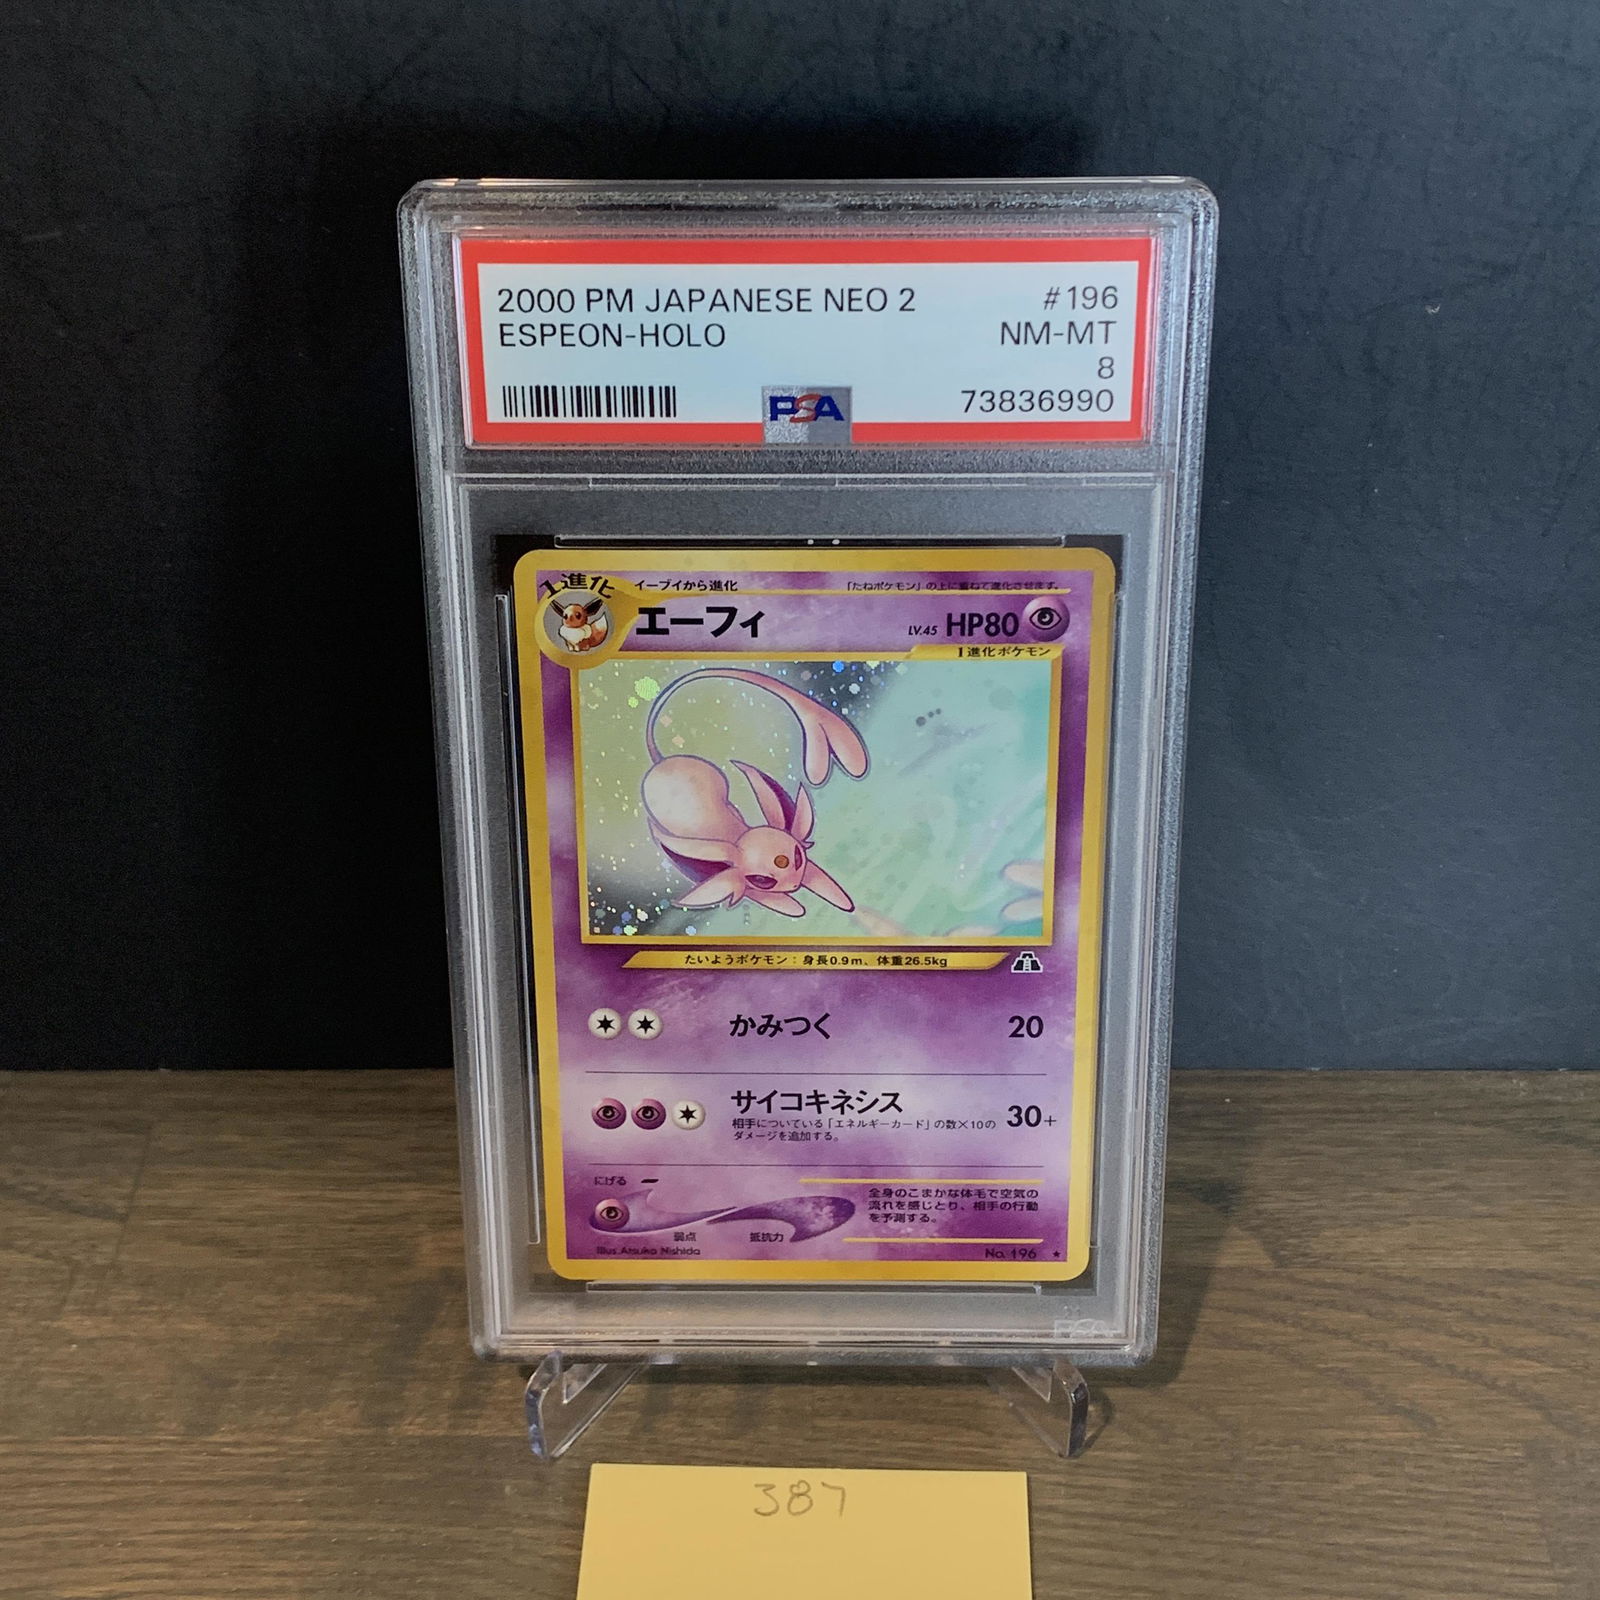 2000 PM JAPANESE NEO 2 #196
ESPEON-HOLO NM-MT
8
PSA 73836990
1進化
イーブイから進化 「たねポケモン」の上に重ねて進化させます。
エーフィ LV.45 HP80
1進化ポケモン
たいようポケモン：身長0.9m、体重26.5kg
かみつく 20
サイコキネシス 30+
相手についている「エネルギーカード」の数×10の
ダメージを追加する。
にげる
全身のこまかな体毛で空気の
流れを感じとり、相手の行動
を予測する。
弱点 抵抗力
Illus. Atsuko Nishida No. 196
PSA
387